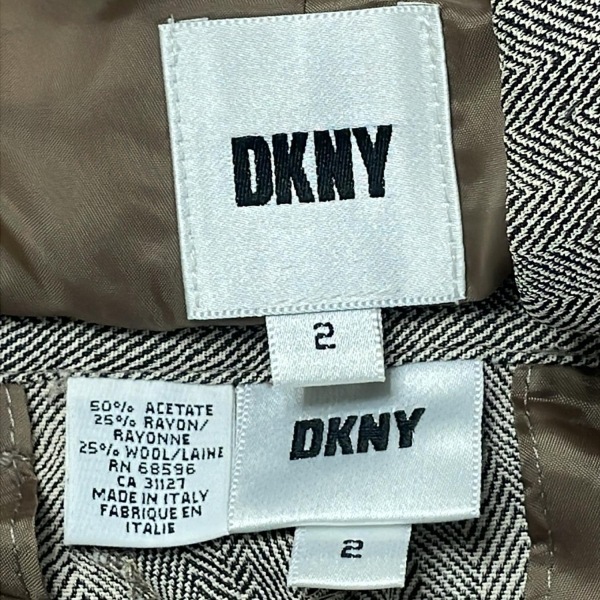 DKNY
2
50% ACETATE
25% RAYON/
RAYONNE
25% WOOL/LAINE
RN 68596
CA 31127
MADE IN ITALY
FABRIQUE EN
ITALIE
DKNY
2